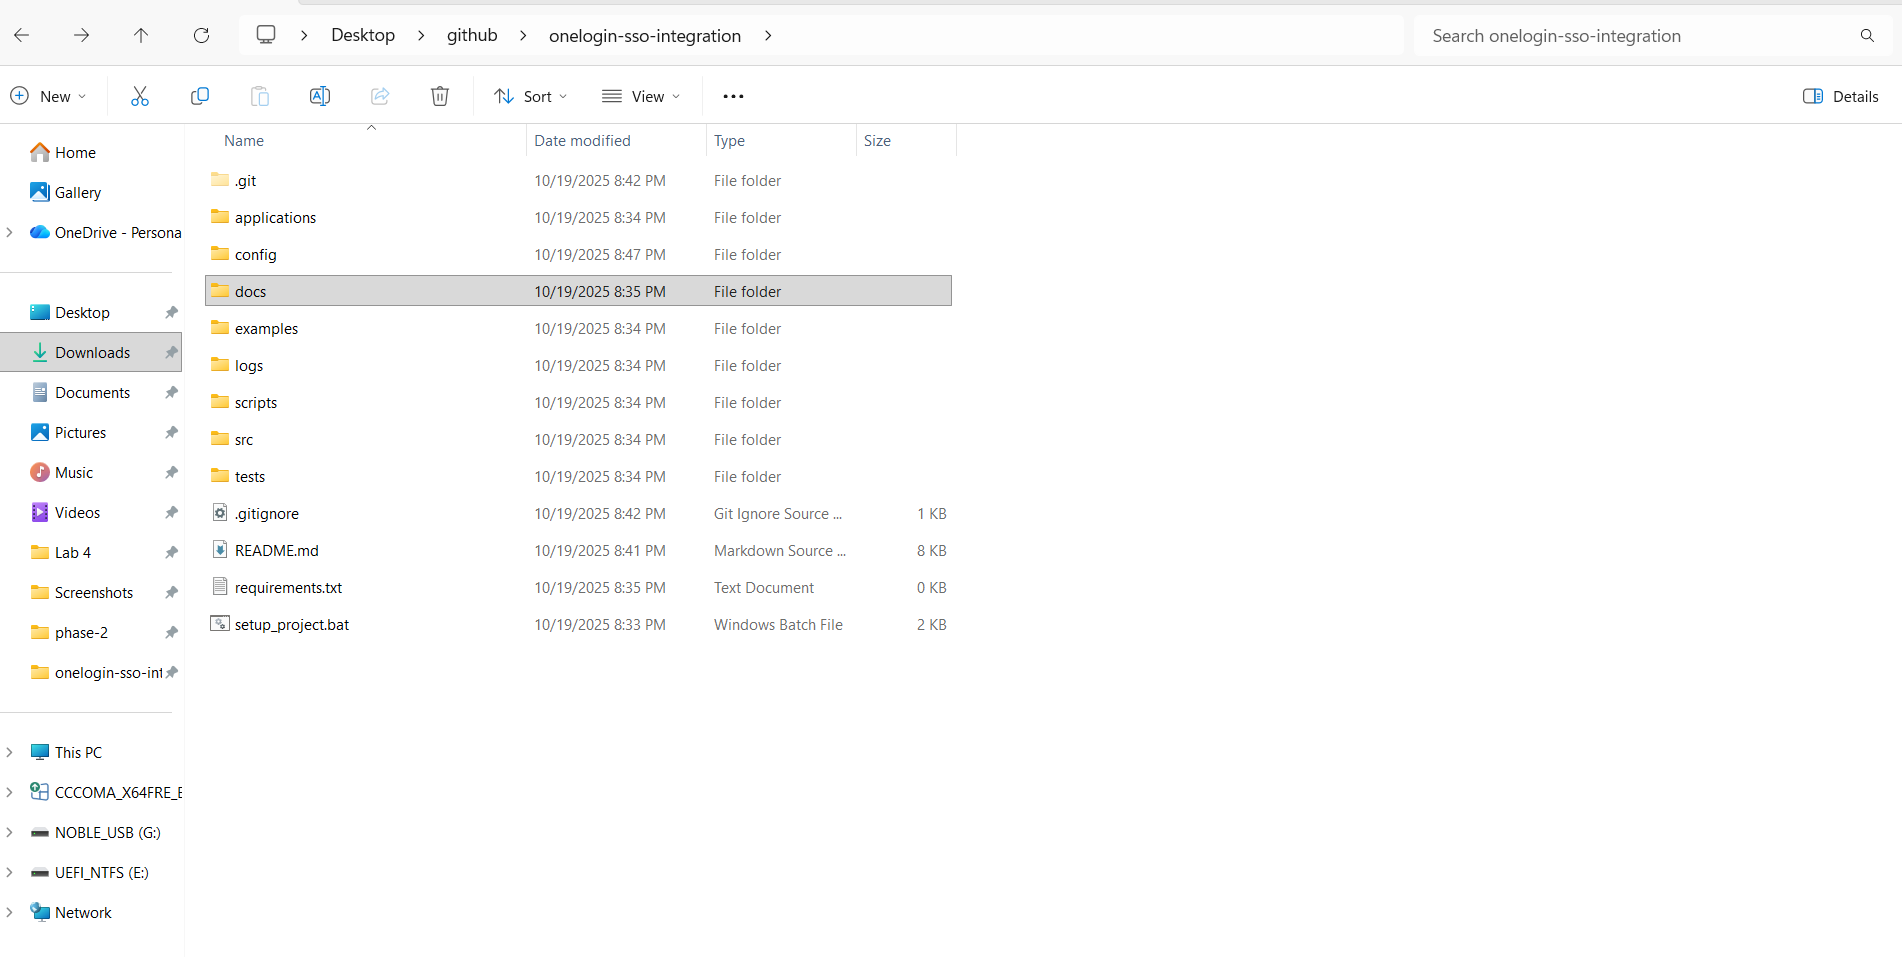 Desktop > github > onelogin-sso-integration >
Search onelogin-sso-integration
New
Sort
View
Details
Name Date modified Type Size
Home
Gallery
OneDrive - Persona
Desktop
Downloads
Documents
Pictures
Music
Videos
Lab 4
Screenshots
phase-2
onelogin-sso-int
This PC
CCCOMA_X64FRE_E
NOBLE_USB (G:)
UEFI_NTFS (E:)
Network
.git 10/19/2025 8:42 PM File folder
applications 10/19/2025 8:34 PM File folder
config 10/19/2025 8:47 PM File folder
docs 10/19/2025 8:35 PM File folder
examples 10/19/2025 8:34 PM File folder
logs 10/19/2025 8:34 PM File folder
scripts 10/19/2025 8:34 PM File folder
src 10/19/2025 8:34 PM File folder
tests 10/19/2025 8:34 PM File folder
.gitignore 10/19/2025 8:42 PM Git Ignore Source ... 1 KB
README.md 10/19/2025 8:41 PM Markdown Source ... 8 KB
requirements.txt 10/19/2025 8:35 PM Text Document 0 KB
setup_project.bat 10/19/2025 8:33 PM Windows Batch File 2 KB